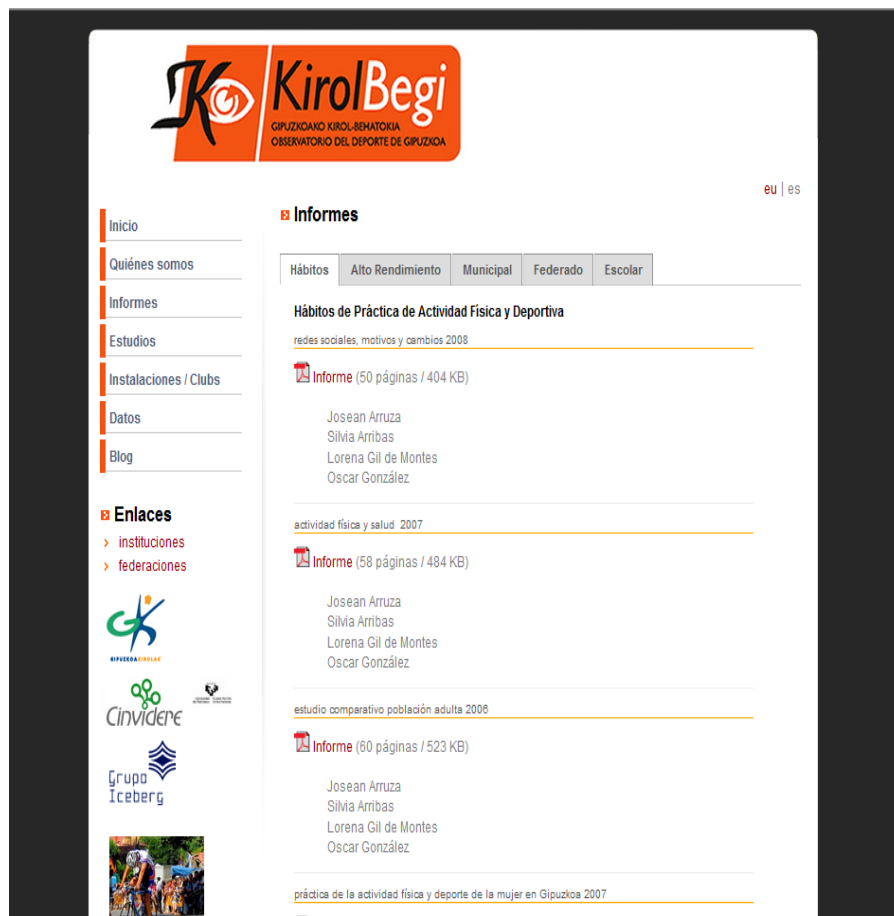 KirolBegi
GIPUZKOAKO KIROL-BEHATOKIA
OBSERVATORIO DEL DEPORTE DE GIPUZKOA
eu | es
Inicio
Quiénes somos
Informes
Estudios
Instalaciones / Clubs
Datos
Blog
Enlaces
instituciones
federaciones
GIPUZKOAKIROLAK
Cinvidere
Grupo
Iceberg
Informes
Hábitos
Alto Rendimiento
Municipal
Federado
Escolar
Hábitos de Práctica de Actividad Física y Deportiva
redes sociales, motivos y cambios 2008
Informe (50 páginas / 404 KB)
Josean Arruza
Silvia Arribas
Lorena Gil de Montes
Oscar González
actividad física y salud 2007
Informe (58 páginas / 484 KB)
Josean Arruza
Silvia Arribas
Lorena Gil de Montes
Oscar González
estudio comparativo población adulta 2006
Informe (60 páginas / 523 KB)
Josean Arruza
Silvia Arribas
Lorena Gil de Montes
Oscar González
práctica de la actividad física y deporte de la mujer en Gipuzkoa 2007